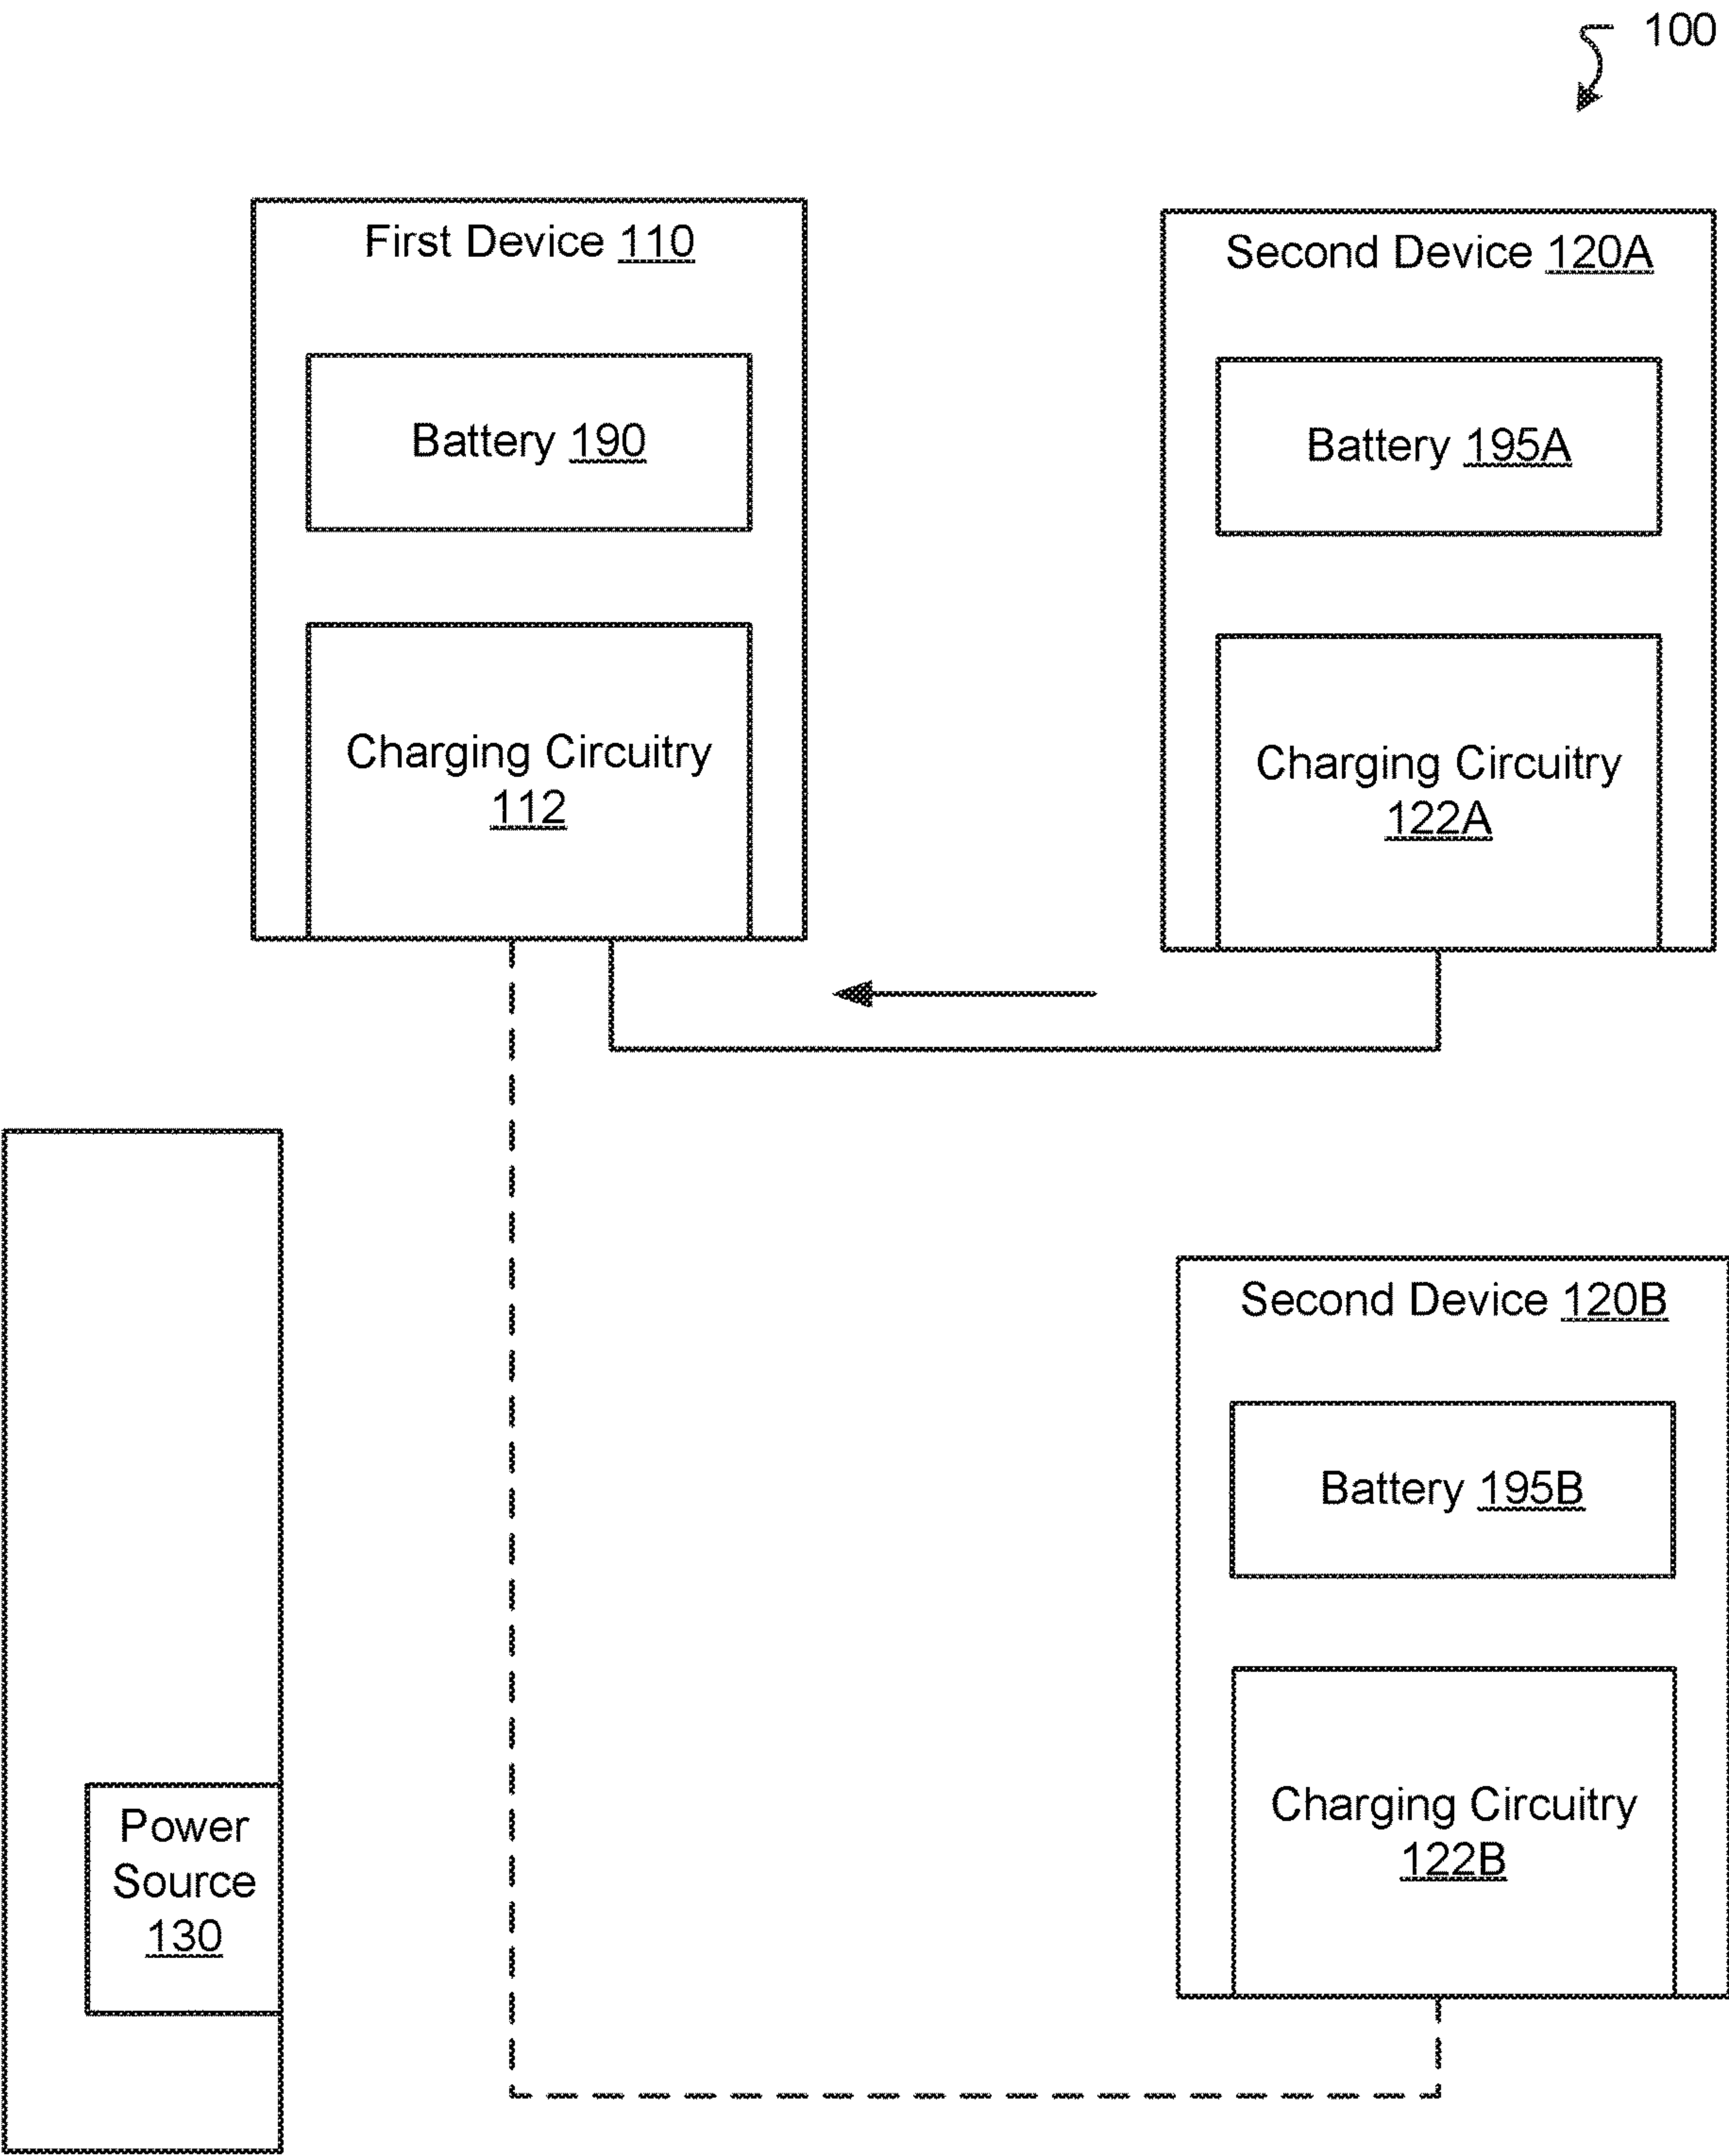 100
First Device 110
Battery 190
Charging Circuitry
112
Second Device 120A
Battery 195A
Charging Circuitry
122A
Power
Source
130
Second Device 120B
Battery 195B
Charging Circuitry
122B